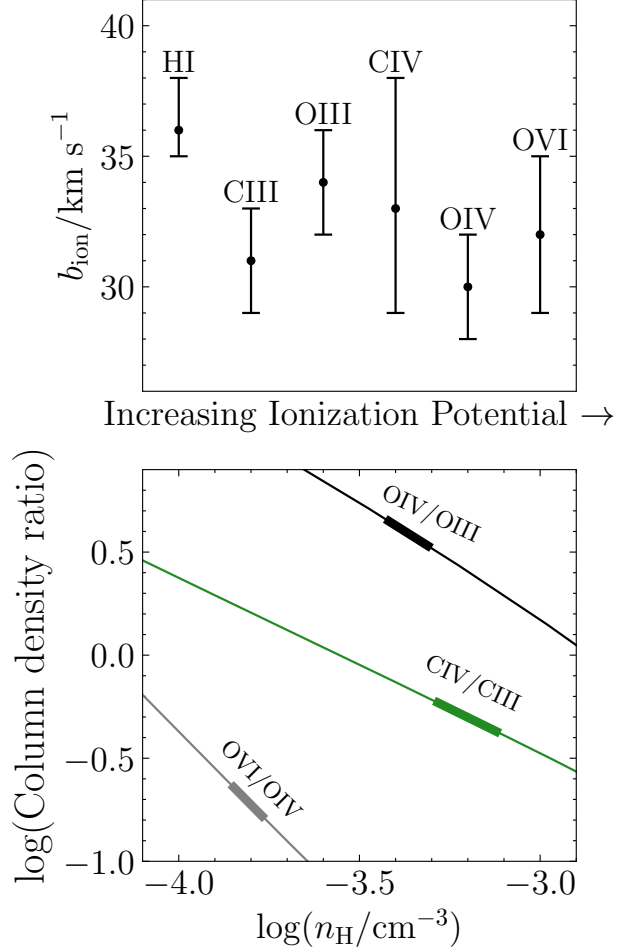 40
HI
CIV
OIII
OVI
35
CIII
OIV
30
b_ion/km s⁻¹
Increasing Ionization Potential →
log(Column density ratio)
OIV/OIII
0.5
0.0
CIV/CIII
−0.5
OVI/OIV
−1.0
−4.0 −3.5 −3.0
log(n_H/cm⁻³)